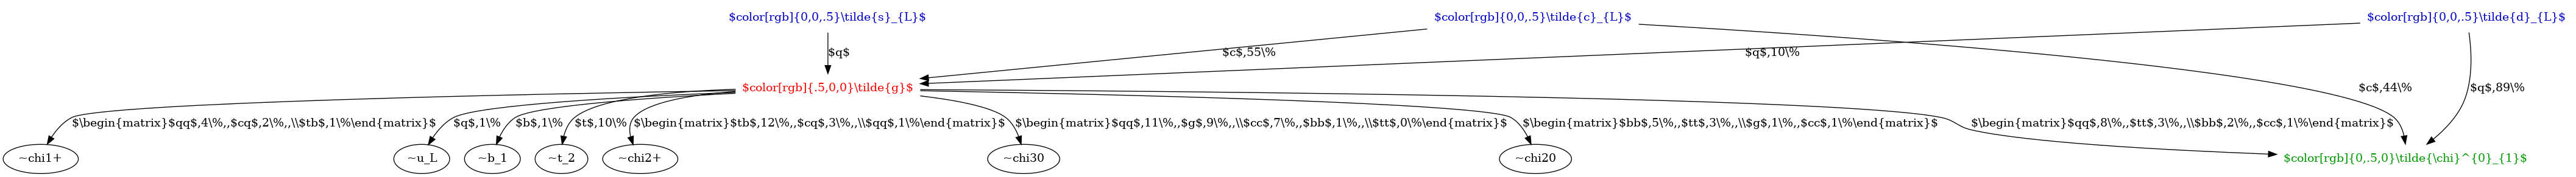 $color[rgb]{0,0,.5}\tilde{s}_{L}$
$color[rgb]{0,0,.5}\tilde{c}_{L}$
$color[rgb]{0,0,.5}\tilde{d}_{L}$
$q$
$c$,55\%
$q$,10\%
$color[rgb]{.5,0,0}\tilde{g}$
$c$,44\%
$q$,89\%
$\begin{matrix}$qq$,4\%,,$cq$,2\%,,\\$tb$,1\%\end{matrix}$
$q$,1\%
$b$,1\%
$t$,10\%
$\begin{matrix}$tb$,12\%,,$cq$,3\%,,\\$qq$,1\%\end{matrix}$
$\begin{matrix}$qq$,11\%,,$g$,9\%,,\\$cc$,7\%,,$bb$,1\%,,\\$tt$,0\%\end{matrix}$
$\begin{matrix}$bb$,5\%,,$tt$,3\%,,\\$g$,1\%,,$cc$,1\%\end{matrix}$
$\begin{matrix}$qq$,8\%,,$tt$,3\%,,\\$bb$,2\%,,$cc$,1\%\end{matrix}$
~chi1+
~u_L
~b_1
~t_2
~chi2+
~chi30
~chi20
$color[rgb]{0,.5,0}\tilde{\chi}^{0}_{1}$